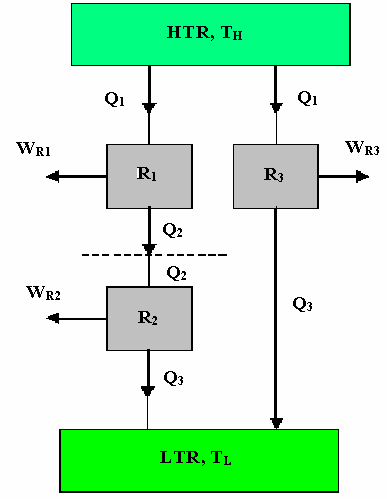 HTR, TH
Q1 Q1
WR1 R1 R3 WR3
Q2
Q2
WR2 R2 Q3
Q3
LTR, TL